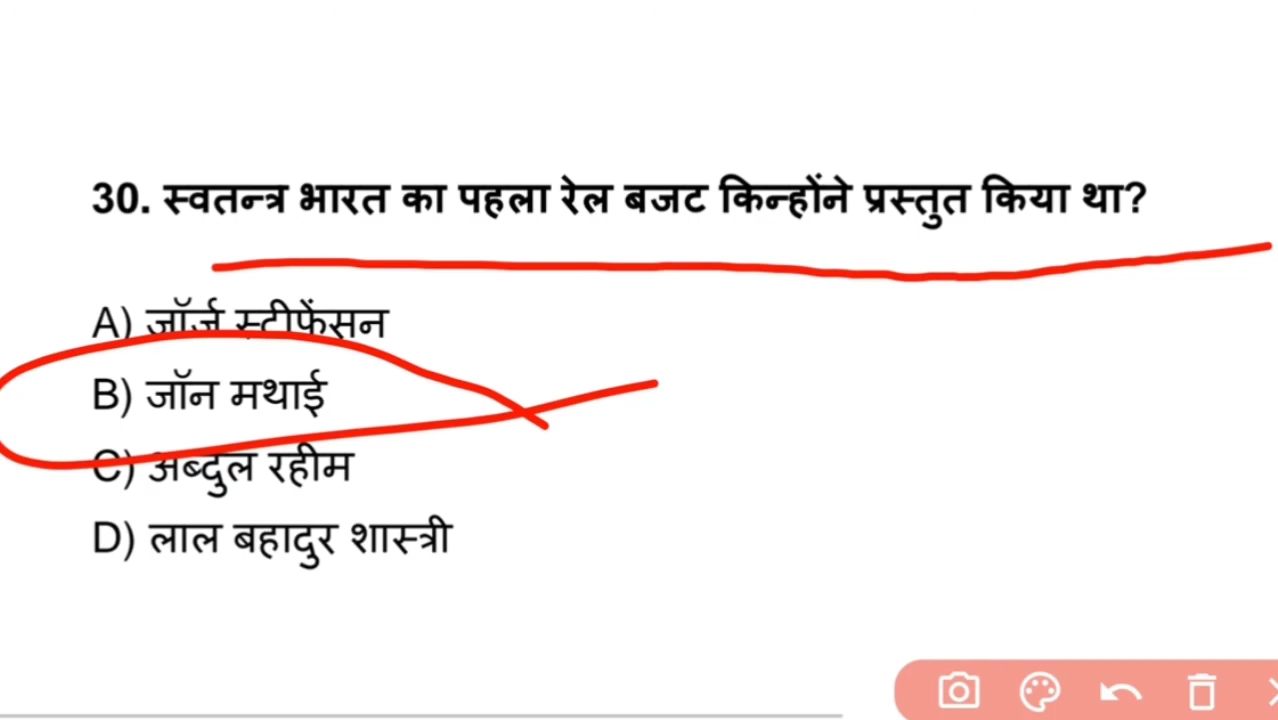 30. स्वतन्त्र भारत का पहला रेल बजट किन्होंने प्रस्तुत किया था?
A) जॉर्ज स्टीफेंसन
B) जॉन मथाई
C) अब्दुल रहीम
D) लाल बहादुर शास्त्री